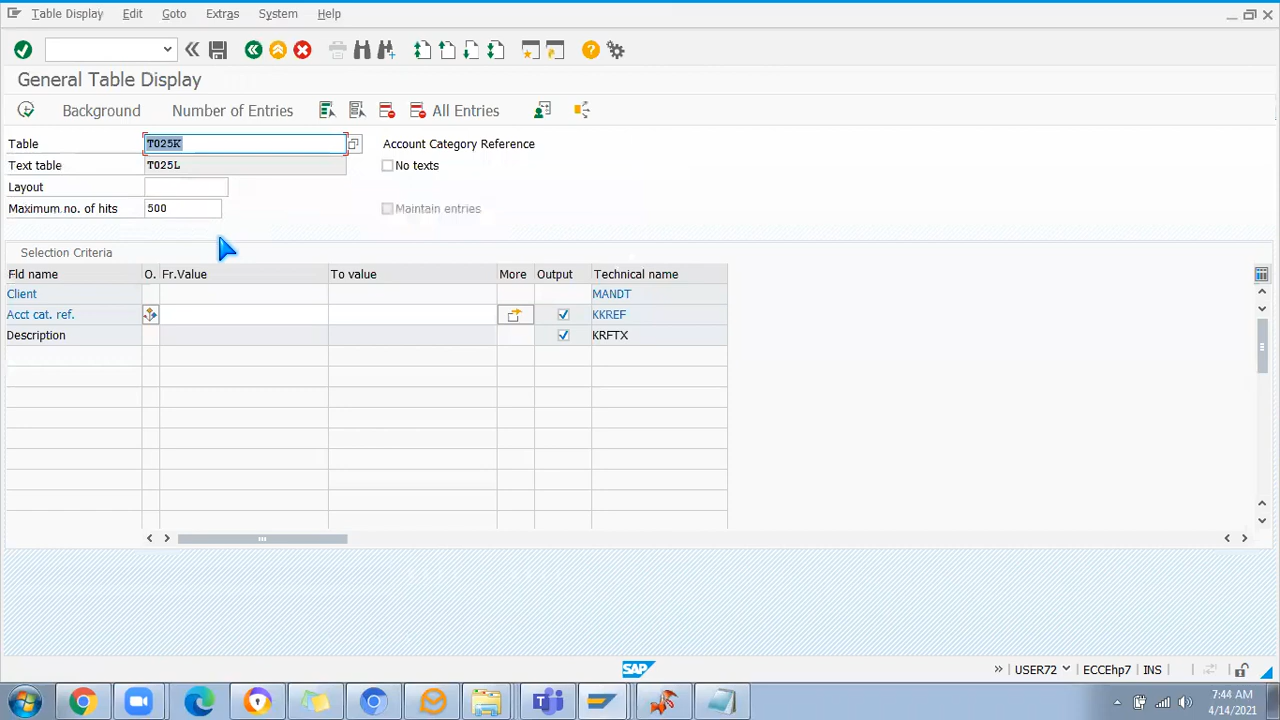 Table Display Edit Goto Extras System Help
General Table Display
Background Number of Entries All Entries
Table T025K Account Category Reference
Text table T025L No texts
Layout
Maximum no. of hits 500 Maintain entries
Selection Criteria
Fld name O. Fr.Value To value More Output Technical name
Client MANDT
Acct cat. ref. KKREF
Description KRFTX
SAP USER72 ECCEhp7 INS
7:44 AM
4/14/2021